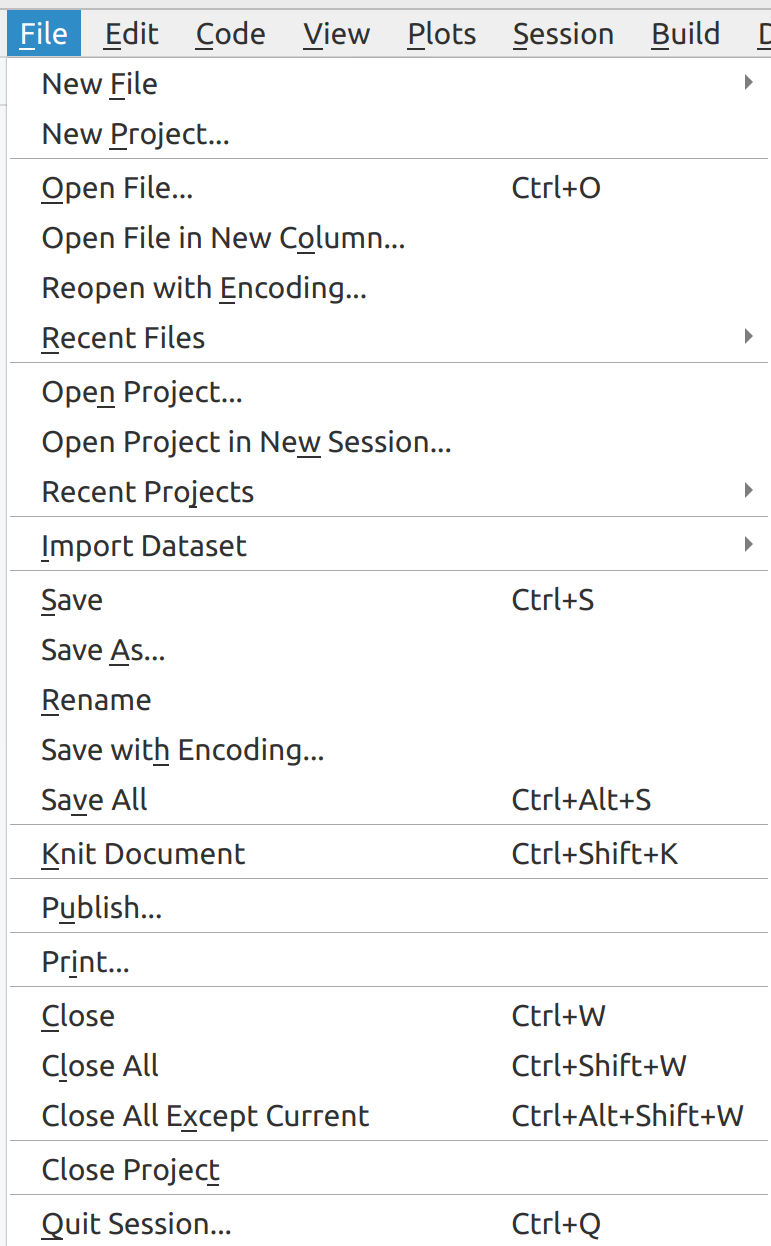 File Edit Code View Plots Session Build
New File
New Project...
Open File... Ctrl+O
Open File in New Column...
Reopen with Encoding...
Recent Files
Open Project...
Open Project in New Session...
Recent Projects
Import Dataset
Save Ctrl+S
Save As...
Rename
Save with Encoding...
Save All Ctrl+Alt+S
Knit Document Ctrl+Shift+K
Publish...
Print...
Close Ctrl+W
Close All Ctrl+Shift+W
Close All Except Current Ctrl+Alt+Shift+W
Close Project
Quit Session... Ctrl+Q